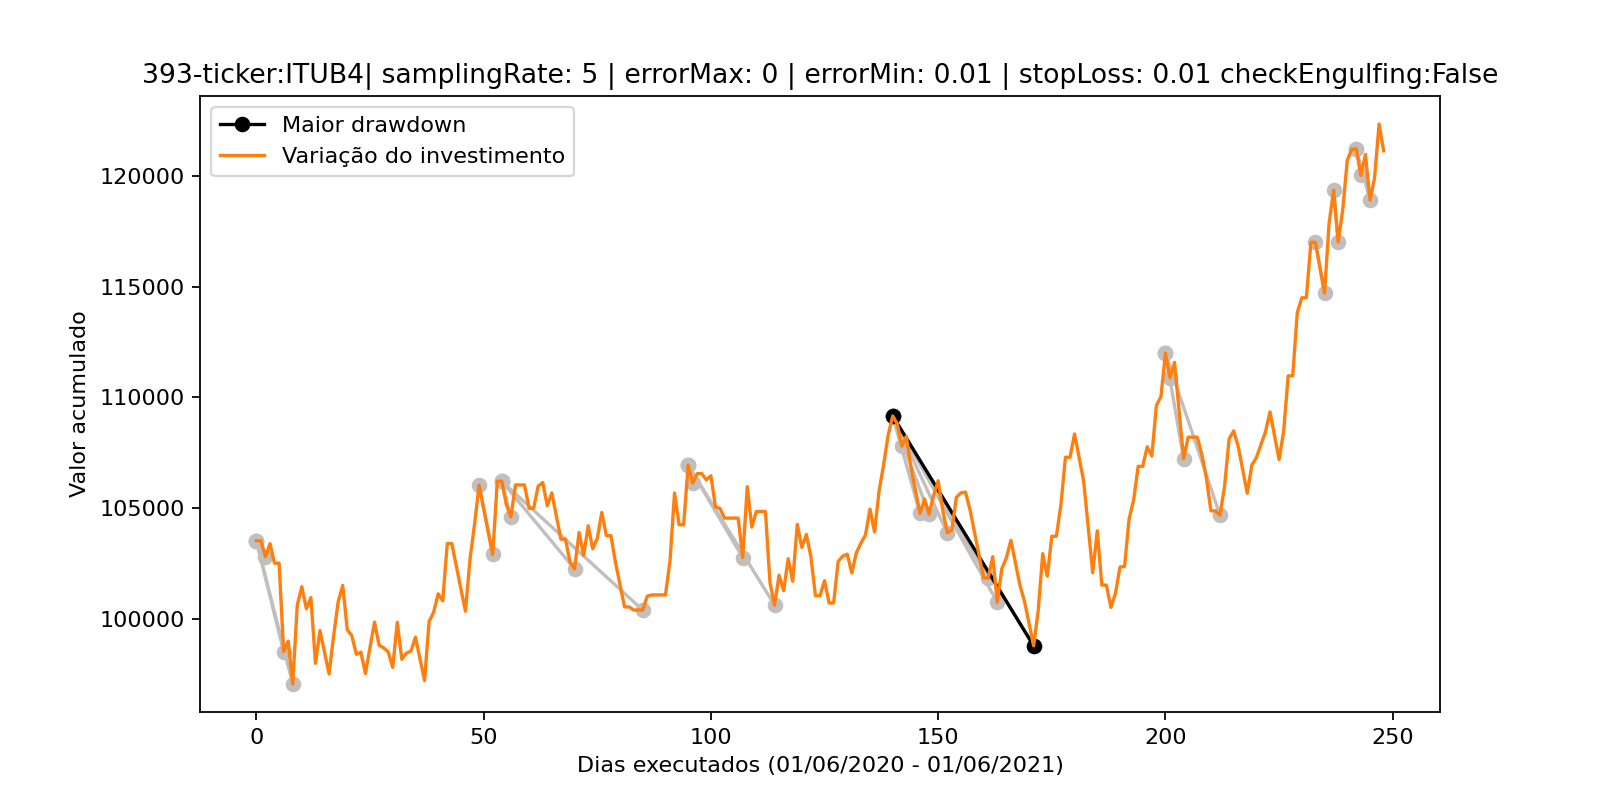 393-ticker:ITUB4| samplingRate: 5 | errorMax: 0 | errorMin: 0.01 | stopLoss: 0.01 checkEngulfing:False
Maior drawdown
Variação do investimento
Valor acumulado
120000
115000
110000
105000
100000
0 50 100 150 200 250
Dias executados (01/06/2020 - 01/06/2021)